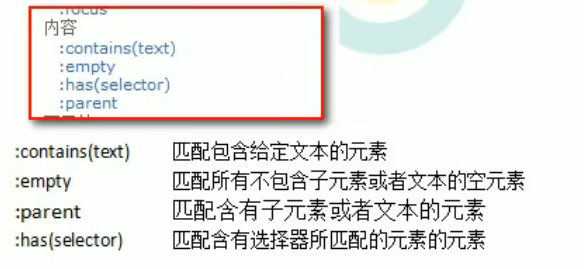 :focus
内容
:contains(text)
:empty
:has(selector)
:parent
:contains(text) 匹配包含给定文本的元素
:empty 匹配所有不包含子元素或者文本的空元素
:parent 匹配含有子元素或者文本的元素
:has(selector) 匹配含有选择器所匹配的元素的元素